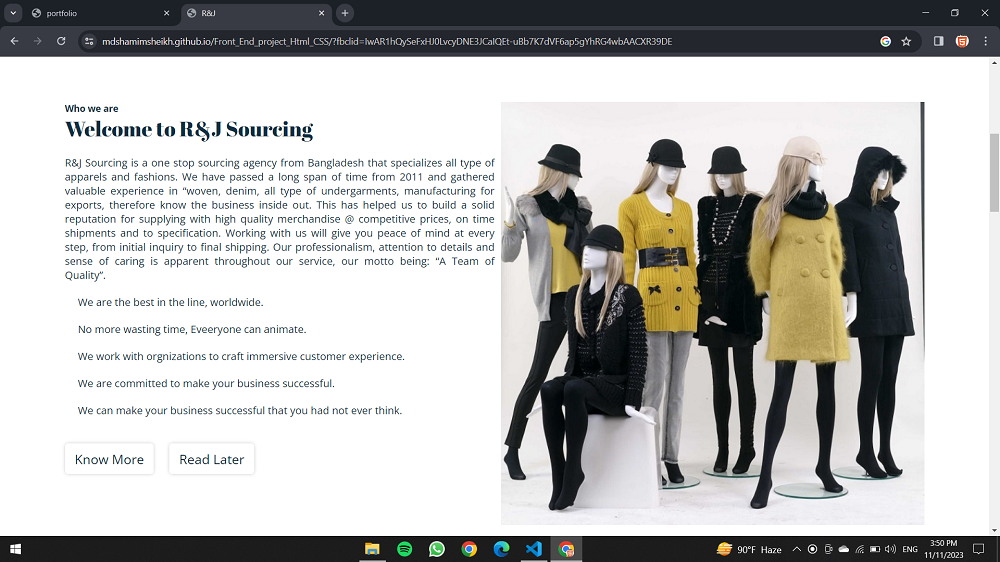 portfolio
R&J
mdshamimsheikh.github.io/Front_End_project_Html_CSS/?fbclid=IwAR1hQySeFxHJ0LvcyDNE3JCaIQEt-uBb7K7dVF6ap5gYhRG4wbAACXR39DE
Who we are
Welcome to R&J Sourcing
R&J Sourcing is a one stop sourcing agency from Bangladesh that specializes all type of
apparels and fashions. We have passed a long span of time from 2011 and gathered
valuable experience in “woven, denim, all type of undergarments, manufacturing for
exports, therefore know the business inside out. This has helped us to build a solid
reputation for supplying with high quality merchandise @ competitive prices, on time
shipments and to specification. Working with us will give you peace of mind at every
step, from initial inquiry to final shipping. Our professionalism, attention to details and
sense of caring is apparent throughout our service, our motto being: “A Team of
Quality”.
We are the best in the line, worldwide.
No more wasting time, Eveeryone can animate.
We work with orgnizations to craft immersive customer experience.
We are committed to make your business successful.
We can make your business successful that you had not ever think.
Know More
Read Later
90°F Haze
ENG
3:50 PM
11/11/2023